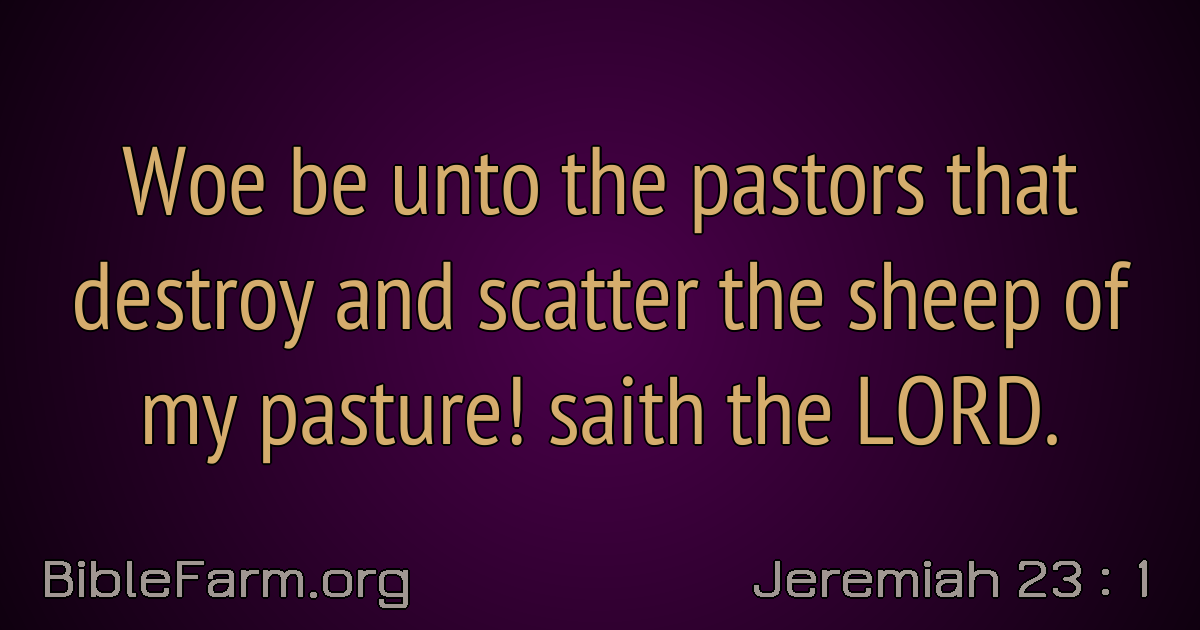 Woe be unto the pastors that
destroy and scatter the sheep of
my pasture! saith the LORD.
BibleFarm.org
Jeremiah 23 : 1